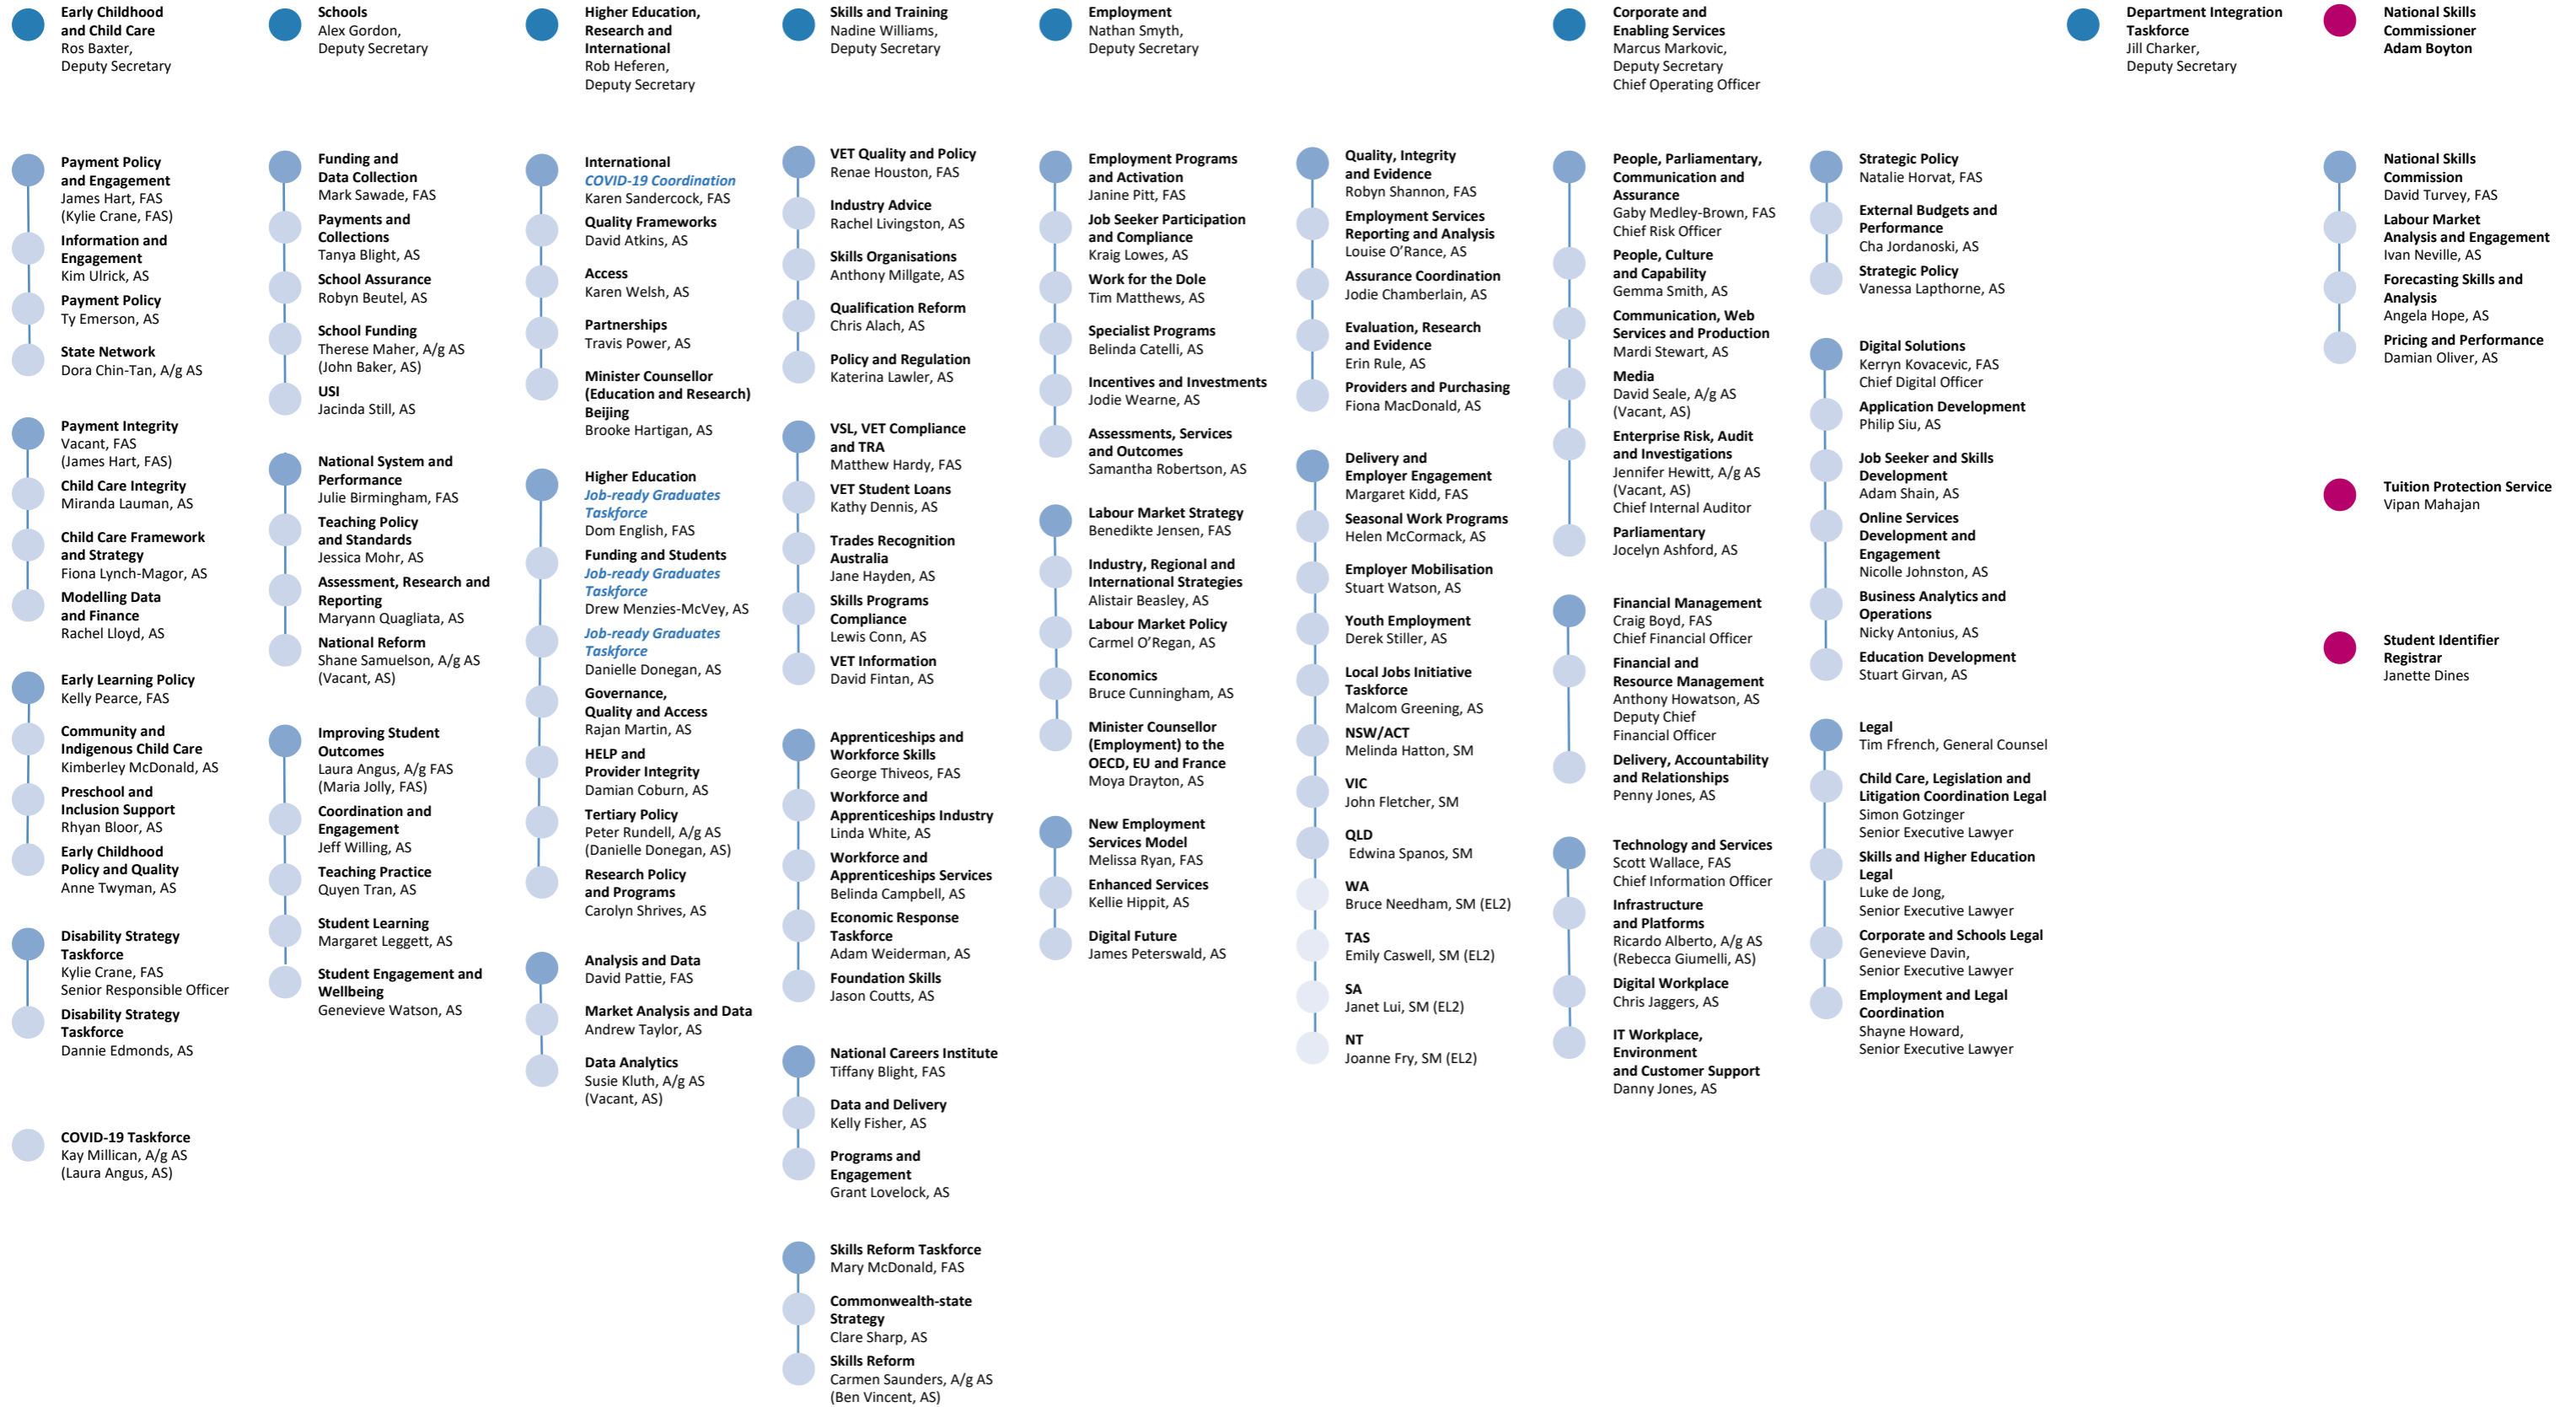 Early Childhood
and Child Care
Ros Baxter,
Deputy Secretary
Schools
Alex Gordon,
Deputy Secretary
Higher Education,
Research and
International
Rob Heferen,
Deputy Secretary
Skills and Training
Nadine Williams,
Deputy Secretary
Employment
Nathan Smyth,
Deputy Secretary
Corporate and
Enabling Services
Marcus Markovic,
Deputy Secretary
Chief Operating Officer
Department Integration
Taskforce
Jill Charker,
Deputy Secretary
National Skills
Commissioner
Adam Boyton
Payment Policy
and Engagement
James Hart, FAS
(Kylie Crane, FAS)
Information and
Engagement
Kim Ulrick, AS
Payment Policy
Ty Emerson, AS
State Network
Dora Chin-Tan, A/g AS
Payment Integrity
Vacant, FAS
(James Hart, FAS)
Child Care Integrity
Miranda Lauman, AS
Child Care Framework
and Strategy
Fiona Lynch-Magor, AS
Modelling Data
and Finance
Rachel Lloyd, AS
Early Learning Policy
Kelly Pearce, FAS
Community and
Indigenous Child Care
Kimberley McDonald, AS
Preschool and
Inclusion Support
Rhyan Bloor, AS
Early Childhood
Policy and Quality
Anne Twyman, AS
Disability Strategy
Taskforce
Kylie Crane, FAS
Senior Responsible Officer
Disability Strategy
Taskforce
Dannie Edmonds, AS
COVID-19 Taskforce
Kay Millican, A/g AS
(Laura Angus, AS)
Funding and
Data Collection
Mark Sawade, FAS
Payments and
Collections
Tanya Blight, AS
School Assurance
Robyn Beutel, AS
School Funding
Therese Maher, A/g AS
(John Baker, AS)
USI
Jacinda Still, AS
National System and
Performance
Julie Birmingham, FAS
Teaching Policy
and Standards
Jessica Mohr, AS
Assessment, Research and
Reporting
Maryann Quagliata, AS
National Reform
Shane Samuelson, A/g AS
(Vacant, AS)
Improving Student
Outcomes
Laura Angus, A/g FAS
(Maria Jolly, FAS)
Coordination and
Engagement
Jeff Willing, AS
Teaching Practice
Quyen Tran, AS
Student Learning
Margaret Leggett, AS
Student Engagement and
Wellbeing
Genevieve Watson, AS
International
COVID-19 Coordination
Karen Sandercock, FAS
Quality Frameworks
David Atkins, AS
Access
Karen Welsh, AS
Partnerships
Travis Power, AS
Minister Counsellor
(Education and Research)
Beijing
Brooke Hartigan, AS
Higher Education
Job-ready Graduates
Taskforce
Dom English, FAS
Funding and Students
Job-ready Graduates
Taskforce
Drew Menzies-McVey, AS
Job-ready Graduates
Taskforce
Danielle Donegan, AS
Governance,
Quality and Access
Rajan Martin, AS
HELP and
Provider Integrity
Damian Coburn, AS
Tertiary Policy
Peter Rundell, A/g AS
(Danielle Donegan, AS)
Research Policy
and Programs
Carolyn Shrives, AS
Analysis and Data
David Pattie, FAS
Market Analysis and Data
Andrew Taylor, AS
Data Analytics
Susie Kluth, A/g AS
(Vacant, AS)
VET Quality and Policy
Renae Houston, FAS
Industry Advice
Rachel Livingston, AS
Skills Organisations
Anthony Millgate, AS
Qualification Reform
Chris Alach, AS
Policy and Regulation
Katerina Lawler, AS
VSL, VET Compliance
and TRA
Matthew Hardy, FAS
VET Student Loans
Kathy Dennis, AS
Trades Recognition
Australia
Jane Hayden, AS
Skills Programs
Compliance
Lewis Conn, AS
VET Information
David Fintan, AS
Apprenticeships and
Workforce Skills
George Thiveos, FAS
Workforce and
Apprenticeships Industry
Linda White, AS
Workforce and
Apprenticeships Services
Belinda Campbell, AS
Economic Response
Taskforce
Adam Weiderman, AS
Foundation Skills
Jason Coutts, AS
National Careers Institute
Tiffany Blight, FAS
Data and Delivery
Kelly Fisher, AS
Programs and
Engagement
Grant Lovelock, AS
Skills Reform Taskforce
Mary McDonald, FAS
Commonwealth-state
Strategy
Clare Sharp, AS
Skills Reform
Carmen Saunders, A/g AS
(Ben Vincent, AS)
Employment Programs
and Activation
Janine Pitt, FAS
Job Seeker Participation
and Compliance
Kraig Lowes, AS
Work for the Dole
Tim Matthews, AS
Specialist Programs
Belinda Catelli, AS
Incentives and Investments
Jodie Wearne, AS
Assessments, Services
and Outcomes
Samantha Robertson, AS
Labour Market Strategy
Benedikte Jensen, FAS
Industry, Regional and
International Strategies
Alistair Beasley, AS
Labour Market Policy
Carmel O’Regan, AS
Economics
Bruce Cunningham, AS
Minister Counsellor
(Employment) to the
OECD, EU and France
Moya Drayton, AS
New Employment
Services Model
Melissa Ryan, FAS
Enhanced Services
Kellie Hippit, AS
Digital Future
James Peterswald, AS
Quality, Integrity
and Evidence
Robyn Shannon, FAS
Employment Services
Reporting and Analysis
Louise O’Rance, AS
Assurance Coordination
Jodie Chamberlain, AS
Evaluation, Research
and Evidence
Erin Rule, AS
Providers and Purchasing
Fiona MacDonald, AS
Delivery and
Employer Engagement
Margaret Kidd, FAS
Seasonal Work Programs
Helen McCormack, AS
Employer Mobilisation
Stuart Watson, AS
Youth Employment
Derek Stiller, AS
Local Jobs Initiative
Taskforce
Malcom Greening, AS
NSW/ACT
Melinda Hatton, SM
VIC
John Fletcher, SM
QLD
Edwina Spanos, SM
WA
Bruce Needham, SM (EL2)
TAS
Emily Caswell, SM (EL2)
SA
Janet Lui, SM (EL2)
NT
Joanne Fry, SM (EL2)
People, Parliamentary,
Communication and
Assurance
Gaby Medley-Brown, FAS
Chief Risk Officer
People, Culture
and Capability
Gemma Smith, AS
Communication, Web
Services and Production
Mardi Stewart, AS
Media
David Seale, A/g AS
(Vacant, AS)
Enterprise Risk, Audit
and Investigations
Jennifer Hewitt, A/g AS
(Vacant, AS)
Chief Internal Auditor
Parliamentary
Jocelyn Ashford, AS
Financial Management
Craig Boyd, FAS
Chief Financial Officer
Financial and
Resource Management
Anthony Howatson, AS
Deputy Chief
Financial Officer
Delivery, Accountability
and Relationships
Penny Jones, AS
Technology and Services
Scott Wallace, FAS
Chief Information Officer
Infrastructure
and Platforms
Ricardo Alberto, A/g AS
(Rebecca Giumelli, AS)
Digital Workplace
Chris Jaggers, AS
IT Workplace,
Environment
and Customer Support
Danny Jones, AS
Strategic Policy
Natalie Horvat, FAS
External Budgets and
Performance
Cha Jordanoski, AS
Strategic Policy
Vanessa Lapthorne, AS
Digital Solutions
Kerryn Kovacevic, FAS
Chief Digital Officer
Application Development
Philip Siu, AS
Job Seeker and Skills
Development
Adam Shain, AS
Online Services
Development and
Engagement
Nicolle Johnston, AS
Business Analytics and
Operations
Nicky Antonius, AS
Education Development
Stuart Girvan, AS
Legal
Tim Ffrench, General Counsel
Child Care, Legislation and
Litigation Coordination Legal
Simon Gotzinger
Senior Executive Lawyer
Skills and Higher Education
Legal
Luke de Jong,
Senior Executive Lawyer
Corporate and Schools Legal
Genevieve Davin,
Senior Executive Lawyer
Employment and Legal
Coordination
Shayne Howard,
Senior Executive Lawyer
National Skills
Commission
David Turvey, FAS
Labour Market
Analysis and Engagement
Ivan Neville, AS
Forecasting Skills and
Analysis
Angela Hope, AS
Pricing and Performance
Damian Oliver, AS
Tuition Protection Service
Vipan Mahajan
Student Identifier
Registrar
Janette Dines